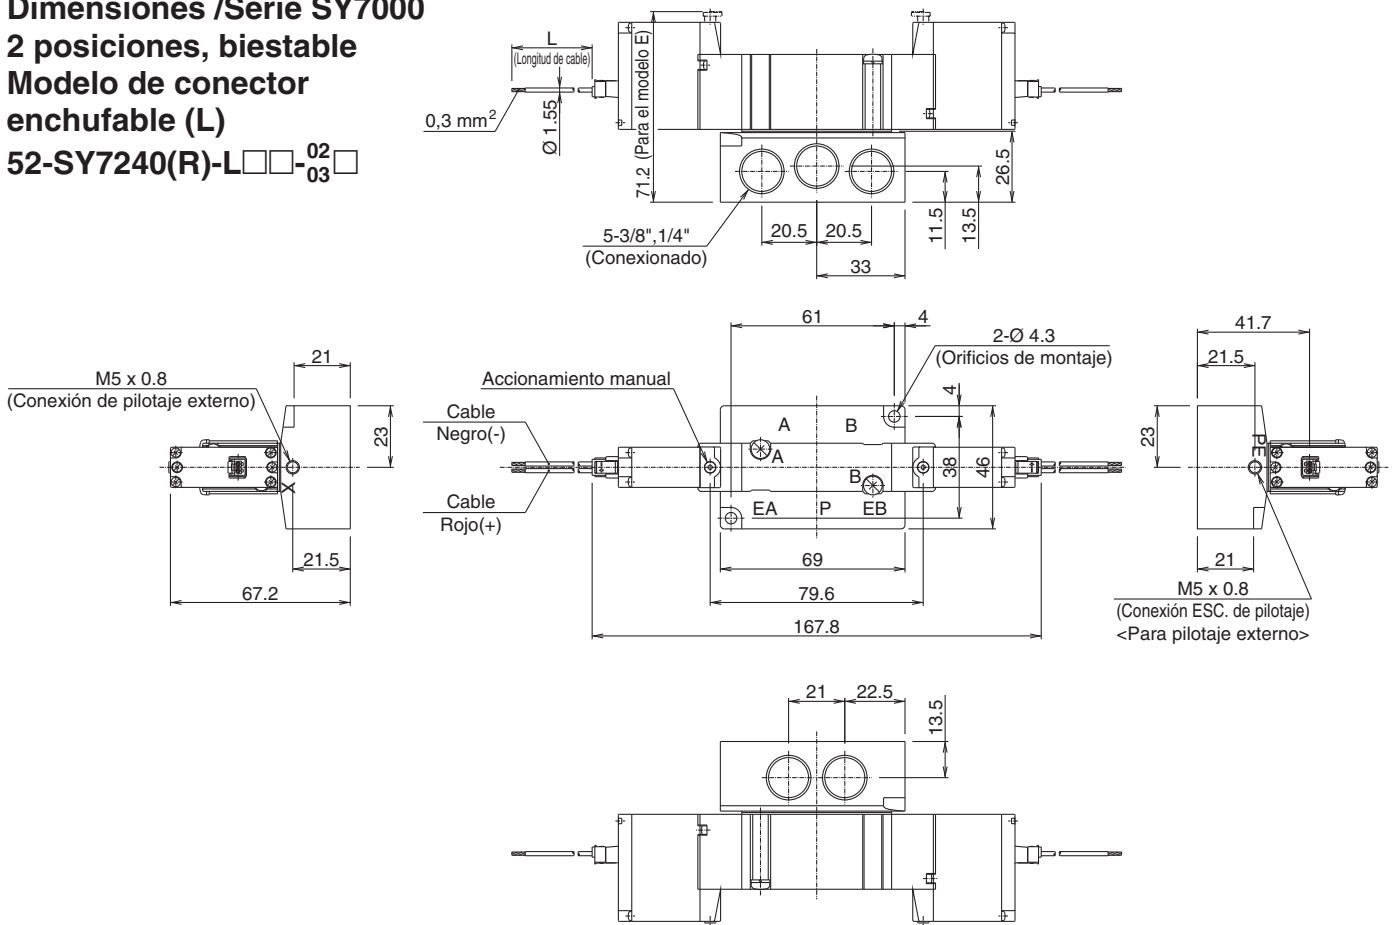 Dimensiones /Serie SY7000
2 posiciones, biestable
Modelo de conector
enchufable (L)
52-SY7240(R)-L□□-02 03□
L
(Longitud de cable)
0,3 mm2
Ø 1.55
71.2 (Para el modelo E)
26.5
11.5
13.5
20.5
20.5
33
5-3/8",1/4"
(Conexionado)
M5 x 0.8
(Conexión de pilotaje externo)
21
23
X
21.5
67.2
Accionamiento manual
Cable
Negro(-)
Cable
Rojo(+)
61
4
2-Ø 4.3
(Orificios de montaje)
4
A
B
A
B
38
46
EA
P
EB
69
79.6
167.8
41.7
21.5
23
PE
21
M5 x 0.8
(Conexión ESC. de pilotaje)
<Para pilotaje externo>
21
22.5
13.5